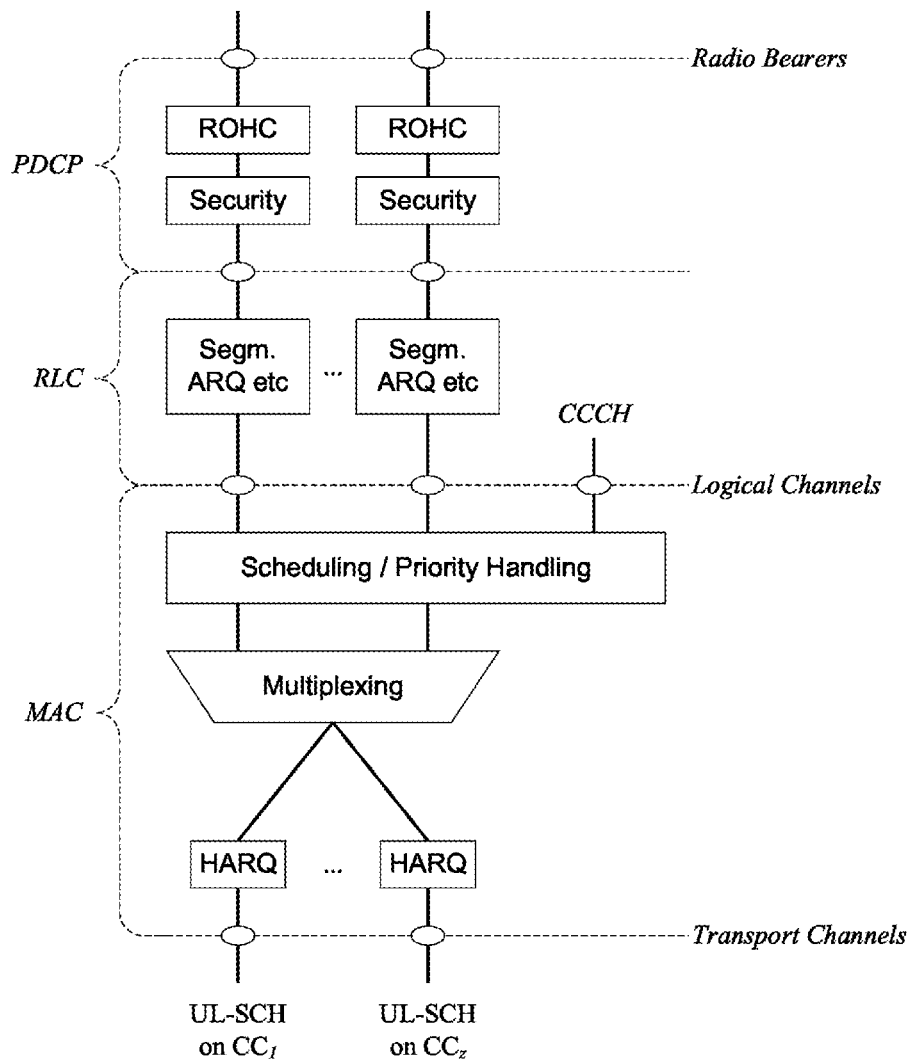 Radio Bearers
ROHC ROHC
PDCP
Security Security
Segm. ARQ etc ... Segm. ARQ etc
RLC
CCCH
Logical Channels
Scheduling / Priority Handling
Multiplexing
MAC
HARQ ... HARQ
Transport Channels
UL-SCH on CC1 UL-SCH on CCz